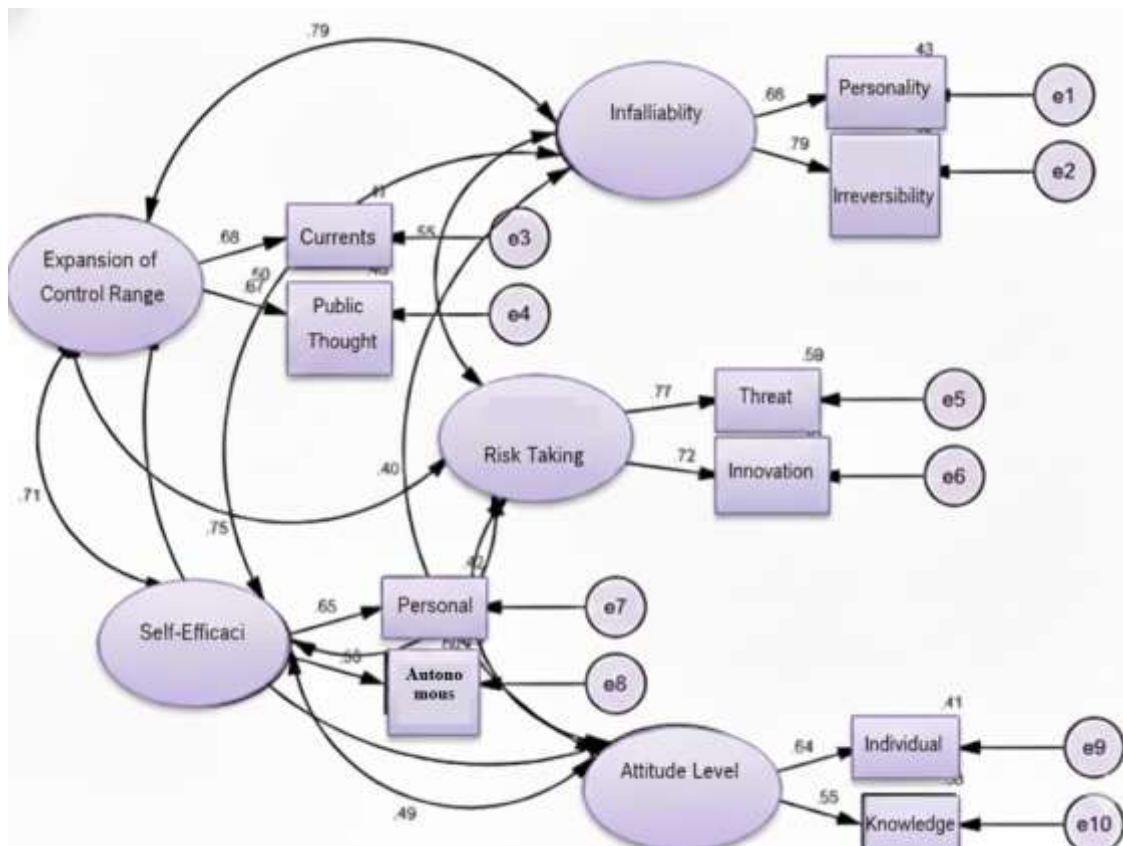 .79
.43
Personality
e1
Infalliablity
.66
.79
Irreversibility
e2
.41
.68
Currents
.55
e3
Expansion of
Control Range
.50
.67
Public
Thought
e4
.59
.77
Threat
e5
Risk Taking
.72
Innovation
e6
.40
.71
.75
.42
.65
Personal
e7
Self-Efficaci
Autono
mous
e8
.41
.64
Individual
e9
Attitude Level
.49
.55
Knowledge
e10